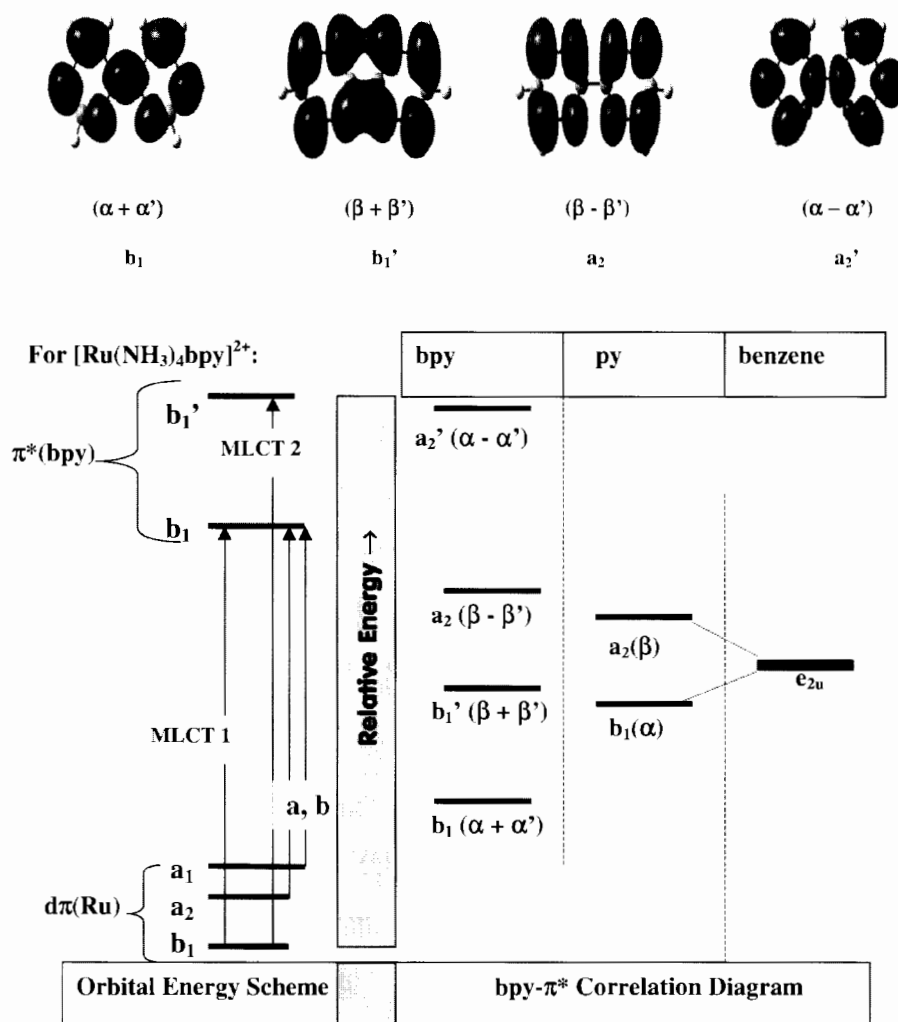 (α + α') (β + β') (β - β') (α – α')
b₁ b₁' a₂ a₂'
For [Ru(NH₃)₄bpy]²⁺:
bpy py benzene
b₁'
π*(bpy)
MLCT 2
b₁
MLCT 1
a, b
a₁
a₂
dπ(Ru)
b₁
Relative Energy →
a₂' (α - α')
a₂ (β - β')
b₁' (β + β')
b₁ (α + α')
a₂(β)
b₁(α)
e₂ᵤ
Orbital Energy Scheme
bpy-π* Correlation Diagram